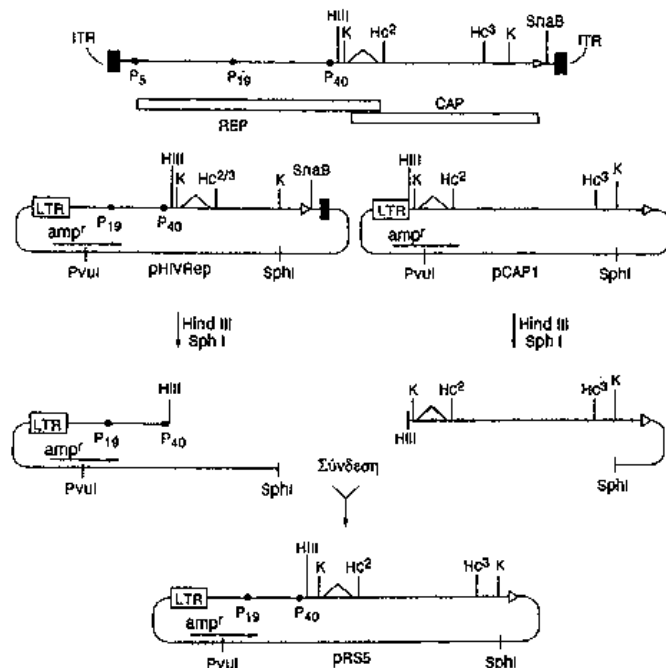 HIII
SnaB
ITR
K
Hc2
Hc3
K
ITR
P5
P19
P40
REP
CAP
HIII
K
Hc2/3
K
SnaB
LTR
P19
P40
ampr
PvuI
pHIVRep
SphI
HIII
K
Hc2
Hc3
K
LTR
ampr
PvuI
pCAP1
SphI
Hind III
Sph I
Hind III
Sph I
HIII
LTR
P19
P40
ampr
PvuI
SphI
K
Hc2
Hc3
K
HIII
SphI
Σύνδεση
HIII
K
Hc2
Hc3
K
LTR
P19
P40
ampr
PvuI
pRS5
SphI